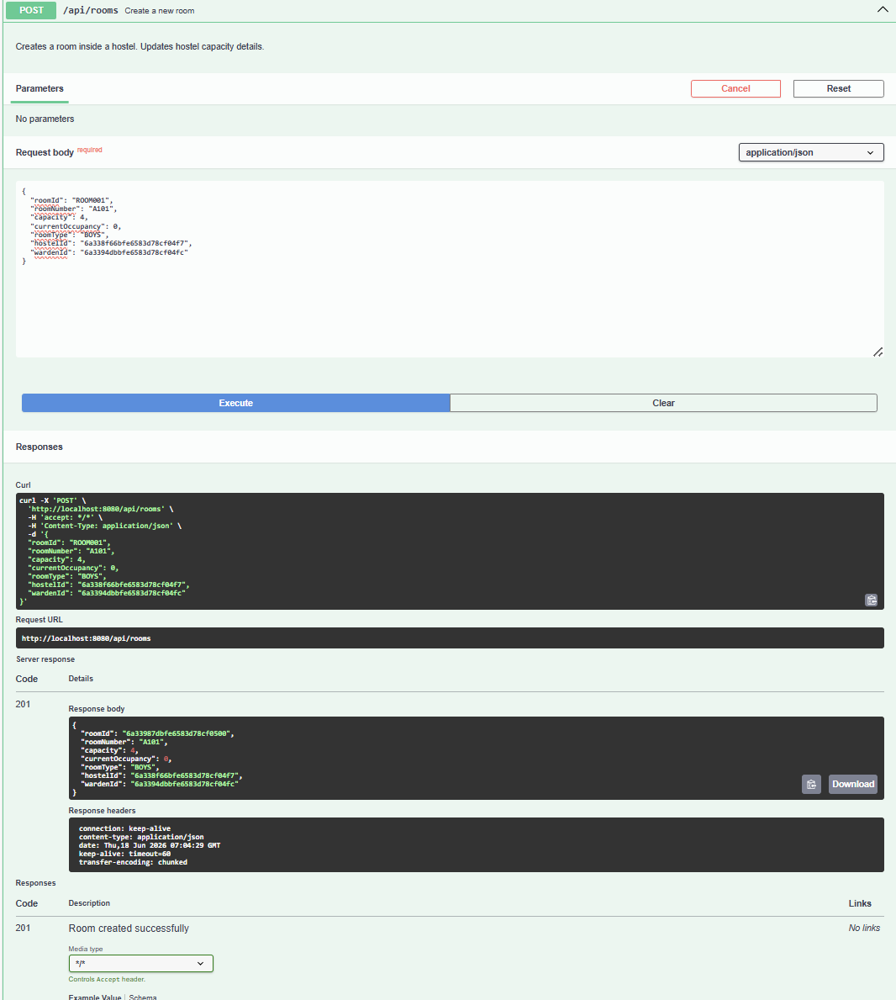 POST /api/rooms Create a new room
Creates a room inside a hostel. Updates hostel capacity details.
Parameters
Cancel
Reset
No parameters
Request body required
application/json
{
"roomId": "ROOM001",
"roomNumber": "A101",
"capacity": 4,
"currentOccupancy": 0,
"roomType": "BOYS",
"hostelId": "6a338f66bfe6583d78cf04f7",
"wardenId": "6a3394dbbfe6583d78cf04fc"
}
Execute
Clear
Responses
Curl
curl -X 'POST' \
'http://localhost:8080/api/rooms' \
-H 'accept: */*' \
-H 'Content-Type: application/json' \
-d '{
"roomId": "ROOM001",
"roomNumber": "A101",
"capacity": 4,
"currentOccupancy": 0,
"roomType": "BOYS",
"hostelId": "6a338f66bfe6583d78cf04f7",
"wardenId": "6a3394dbbfe6583d78cf04fc"
}'
Request URL
http://localhost:8080/api/rooms
Server response
Code Details
201
Response body
{
"roomId": "6a33987dbfe6583d78cf0500",
"roomNumber": "A101",
"capacity": 4,
"currentOccupancy": 0,
"roomType": "BOYS",
"hostelId": "6a338f66bfe6583d78cf04f7",
"wardenId": "6a3394dbbfe6583d78cf04fc"
}
Download
Response headers
connection: keep-alive
content-type: application/json
date: Thu,18 Jun 2026 07:04:29 GMT
keep-alive: timeout=60
transfer-encoding: chunked
Responses
Code Description Links
201 Room created successfully No links
Media type
*/*
Controls Accept header.
Example Value | Schema